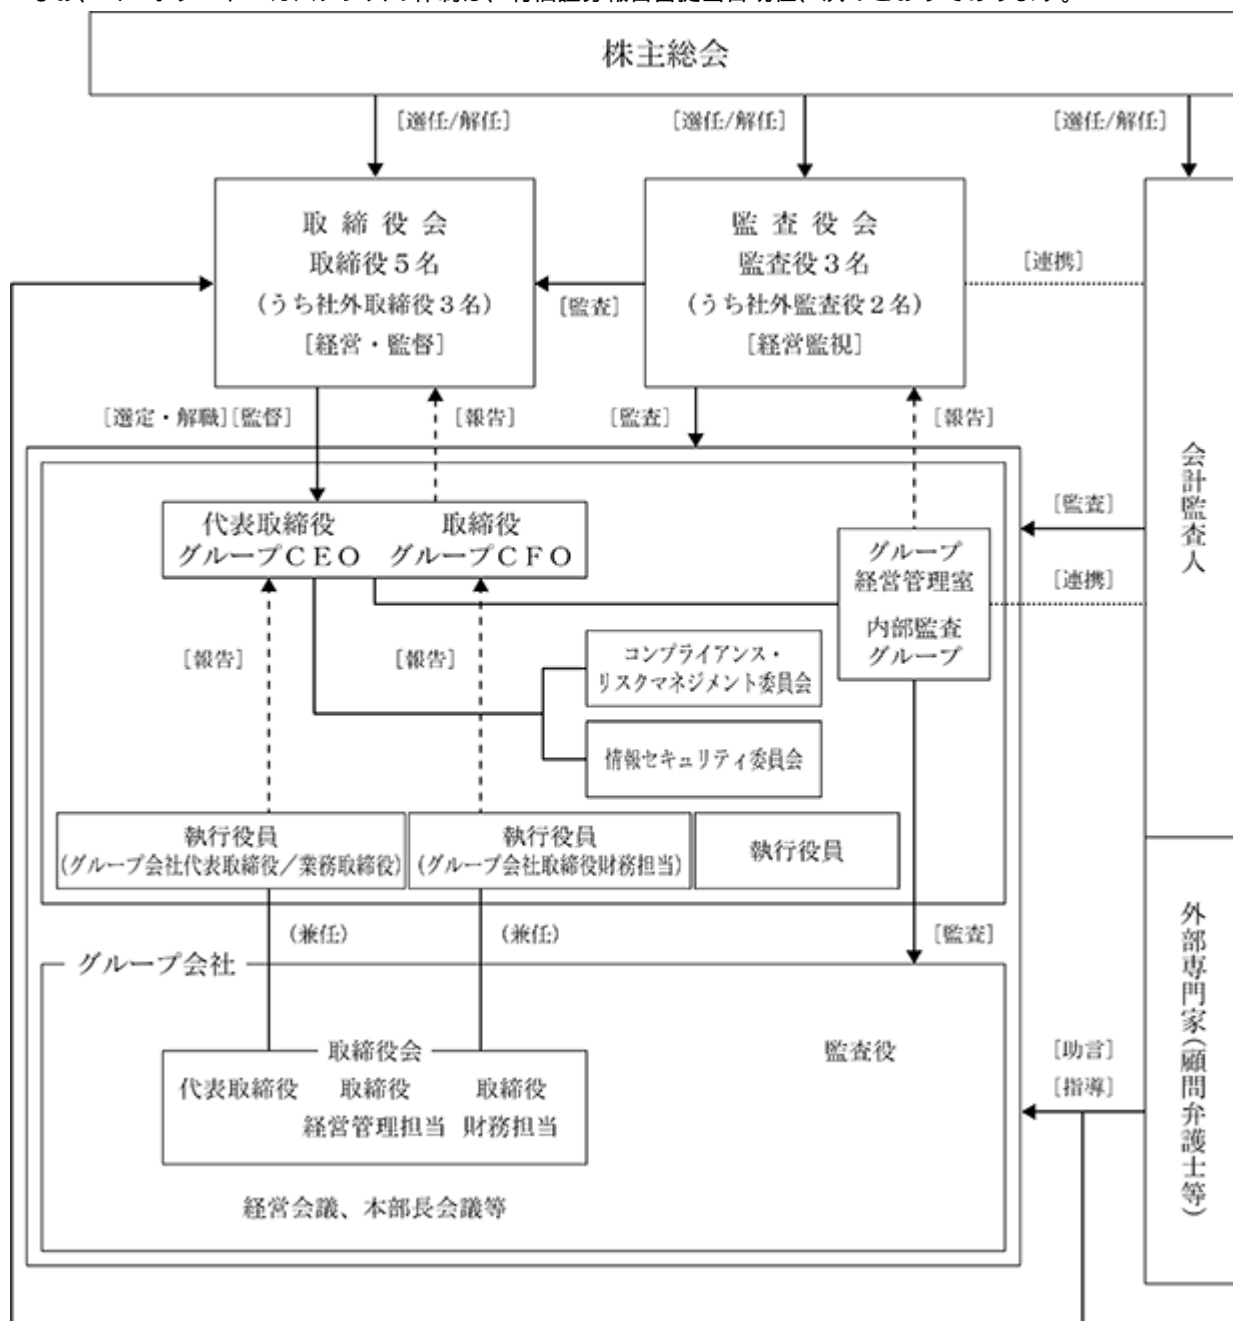 株主総会
[選任/解任]
[選任/解任]
[選任/解任]
取締役会
取締役5名
(うち社外取締役3名)
[経営・監督]
[監査]
監査役会
監査役3名
(うち社外監査役2名)
[経営監視]
[連携]
[選定・解職][監督]
[報告]
[監査]
[報告]
会計監査人
代表取締役
グループCEO
取締役
グループCFO
グループ
経営管理室
内部監査
グループ
[監査]
[連携]
[報告]
[報告]
コンプライアンス・
リスクマネジメント委員会
情報セキュリティ委員会
執行役員
(グループ会社代表取締役/業務取締役)
執行役員
(グループ会社取締役財務担当)
執行役員
(兼任)
(兼任)
[監査]
グループ会社
取締役会
代表取締役
取締役
経営管理担当
取締役
財務担当
監査役
経営会議、本部長会議等
外部専門家(顧問弁護士等)
[助言]
[指導]